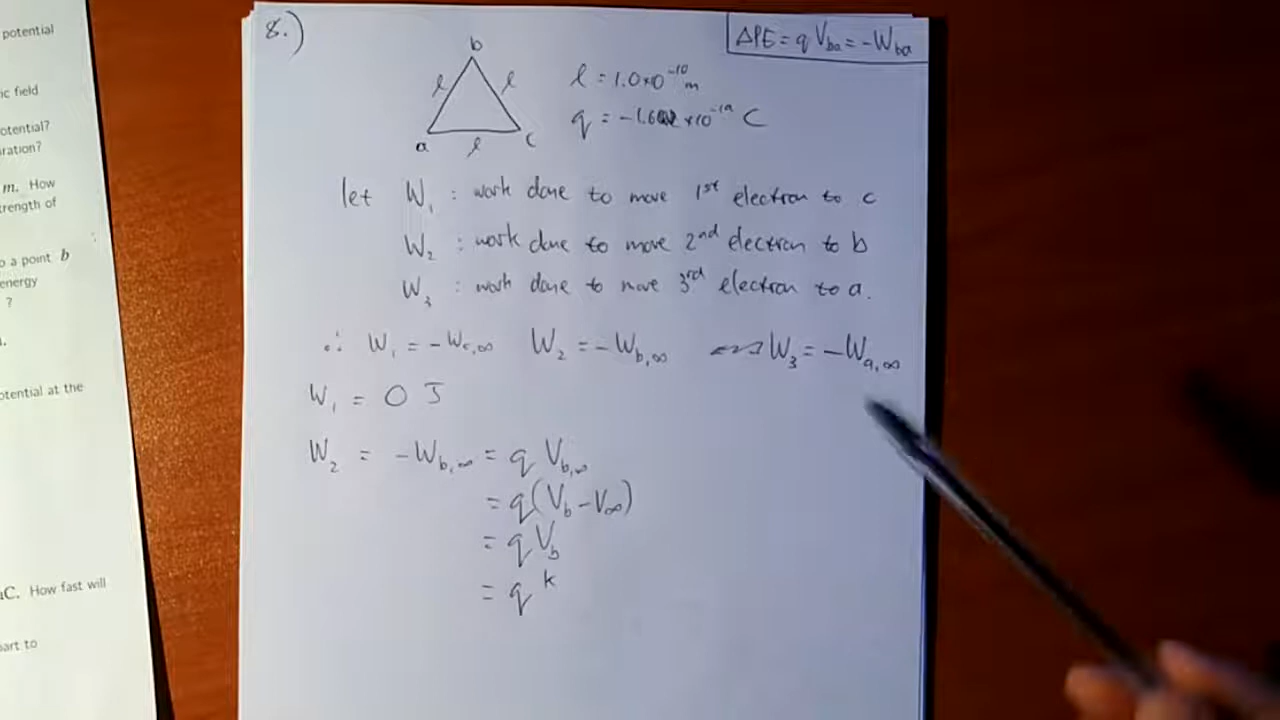 potential
ic field
otential?
ration?
m. How
trength of
o a point b
energy
?
.
otential at the
C. How fast will
part to
8.)
ΔPE = q V_ba = -W_ba
b
l l
a l c
l = 1.0×0⁻¹⁰ m
q = -1.602 ×10⁻¹⁹ C
let W₁ : work done to move 1st electron to c
W₂ : work done to move 2nd electron to b
W₃ : work done to move 3rd electron to a.
∴ W₁ = -W_c,∞ W₂ = -W_b,∞ W₃ = -W_a,∞
W₁ = 0 J
W₂ = -W_b,∞ = q V_b,∞
= q(V_b - V_∞)
= q V_b
= q k